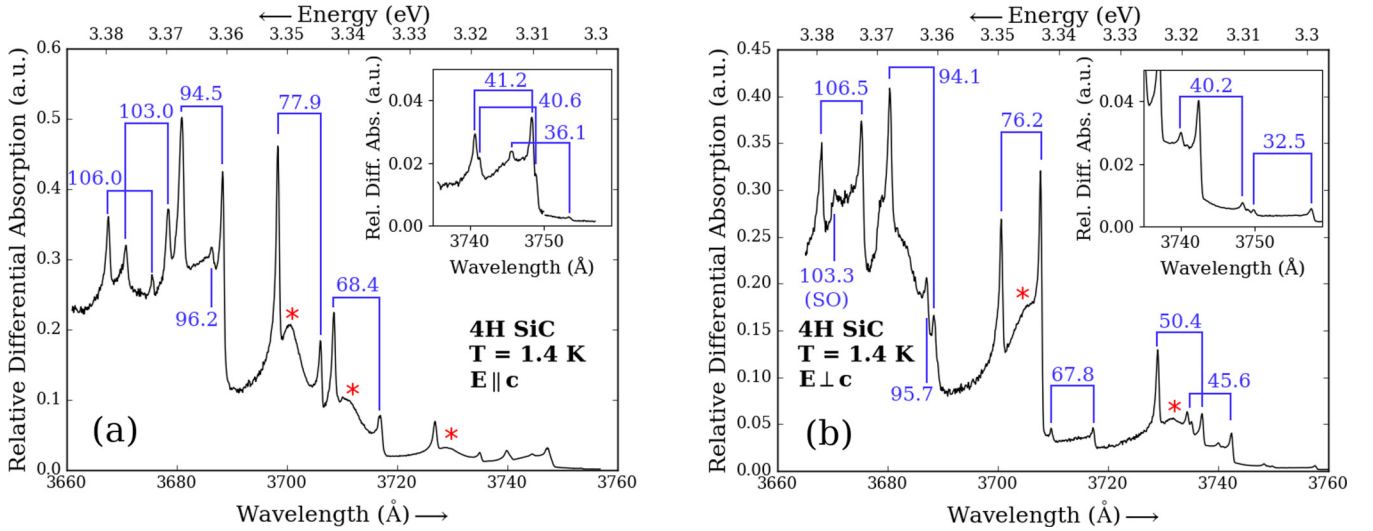 ⟵ Energy (eV)
3.38 3.37 3.36 3.35 3.34 3.33 3.32 3.31 3.3
Relative Differential Absorption (a.u.)
0.6
0.5
0.4
0.3
0.2
0.1
0.0
106.0
103.0
94.5
96.2
77.9
68.4
*
*
*
4H SiC
T = 1.4 K
E ∥ c
(a)
Rel. Diff. Abs. (a.u.)
0.04
0.02
0.00
41.2
40.6
36.1
3740 3750
Wavelength (Å)
3660 3680 3700 3720 3740 3760
Wavelength (Å) ⟶
⟵ Energy (eV)
3.38 3.37 3.36 3.35 3.34 3.33 3.32 3.31 3.3
Relative Differential Absorption (a.u.)
0.45
0.40
0.35
0.30
0.25
0.20
0.15
0.10
0.05
0.00
106.5
94.1
103.3
(SO)
95.7
76.2
67.8
50.4
45.6
*
*
4H SiC
T = 1.4 K
E ⊥ c
(b)
Rel. Diff. Abs. (a.u.)
0.04
0.02
0.00
40.2
32.5
3740 3750
Wavelength (Å)
3660 3680 3700 3720 3740 3760
Wavelength (Å) ⟶